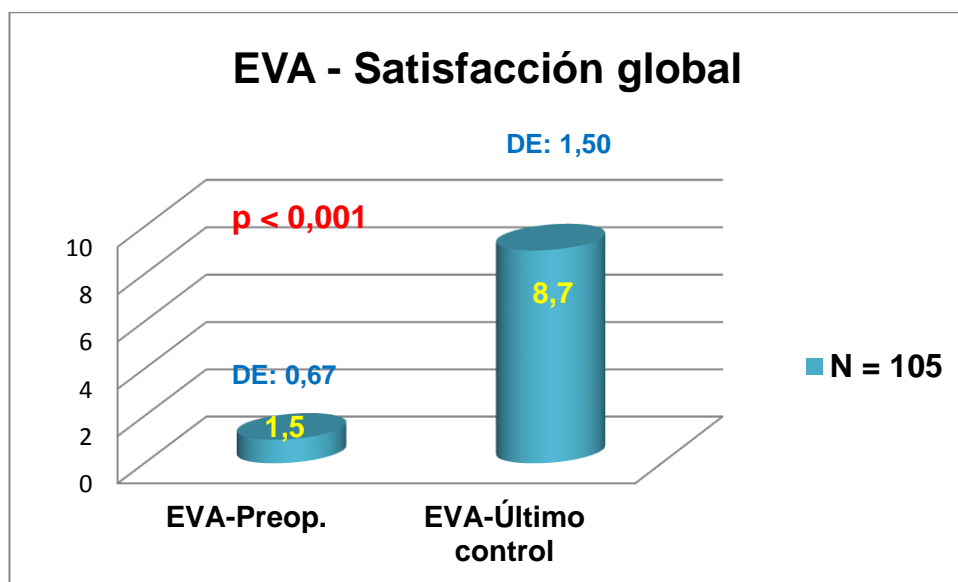 EVA - Satisfacción global
DE: 1,50
p < 0,001
10
8
6
4
2
0
DE: 0,67
1,5
8,7
N = 105
EVA-Preop.
EVA-Último
control